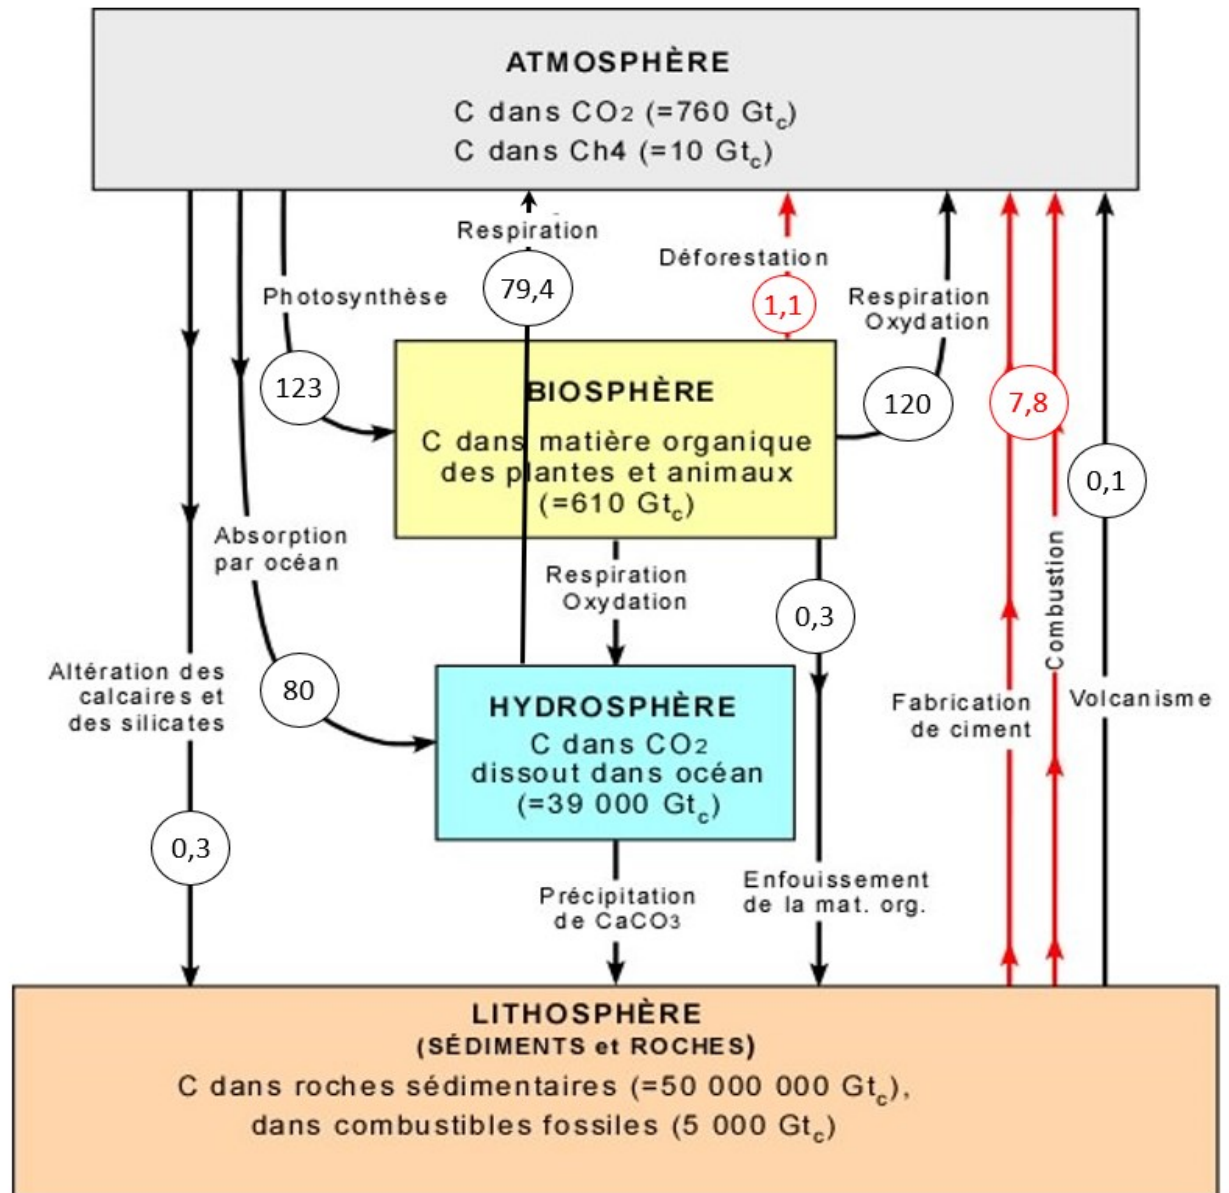 ATMOSPHÈRE
C dans CO2 (=760 Gtc)
C dans Ch4 (=10 Gtc)
Respiration
79,4
Déforestation
1,1
Photosynthèse
123
Respiration
Oxydation
120
7,8
0,1
BIOSPHÈRE
C dans matière organique
des plantes et animaux
(=610 Gtc)
Absorption
par océan
80
Respiration
Oxydation
0,3
Combustion
Altération des
calcaires et
des silicates
0,3
HYDROSPHÈRE
C dans CO2
dissout dans océan
(=39 000 Gtc)
Fabrication
de ciment
Volcanisme
Précipitation
de CaCO3
Enfouissement
de la mat. org.
LITHOSPHÈRE
(SÉDIMENTS et ROCHES)
C dans roches sédimentaires (=50 000 000 Gtc),
dans combustibles fossiles (5 000 Gtc)